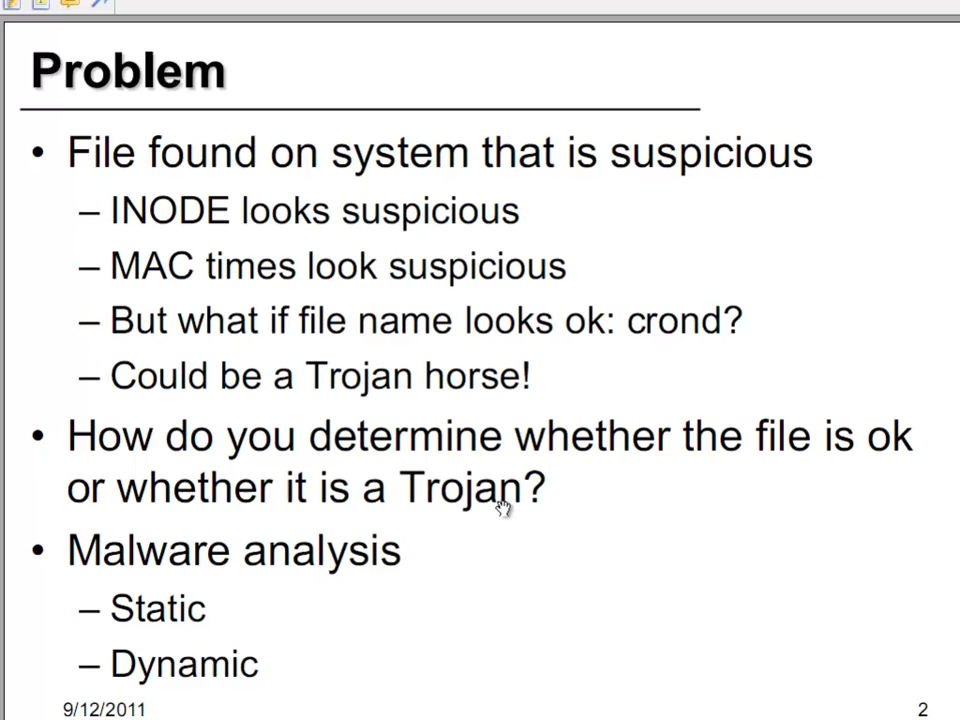 Problem
• File found on system that is suspicious
– INODE looks suspicious
– MAC times look suspicious
– But what if file name looks ok: crond?
– Could be a Trojan horse!
• How do you determine whether the file is ok
or whether it is a Trojan?
• Malware analysis
– Static
– Dynamic
9/12/2011 2